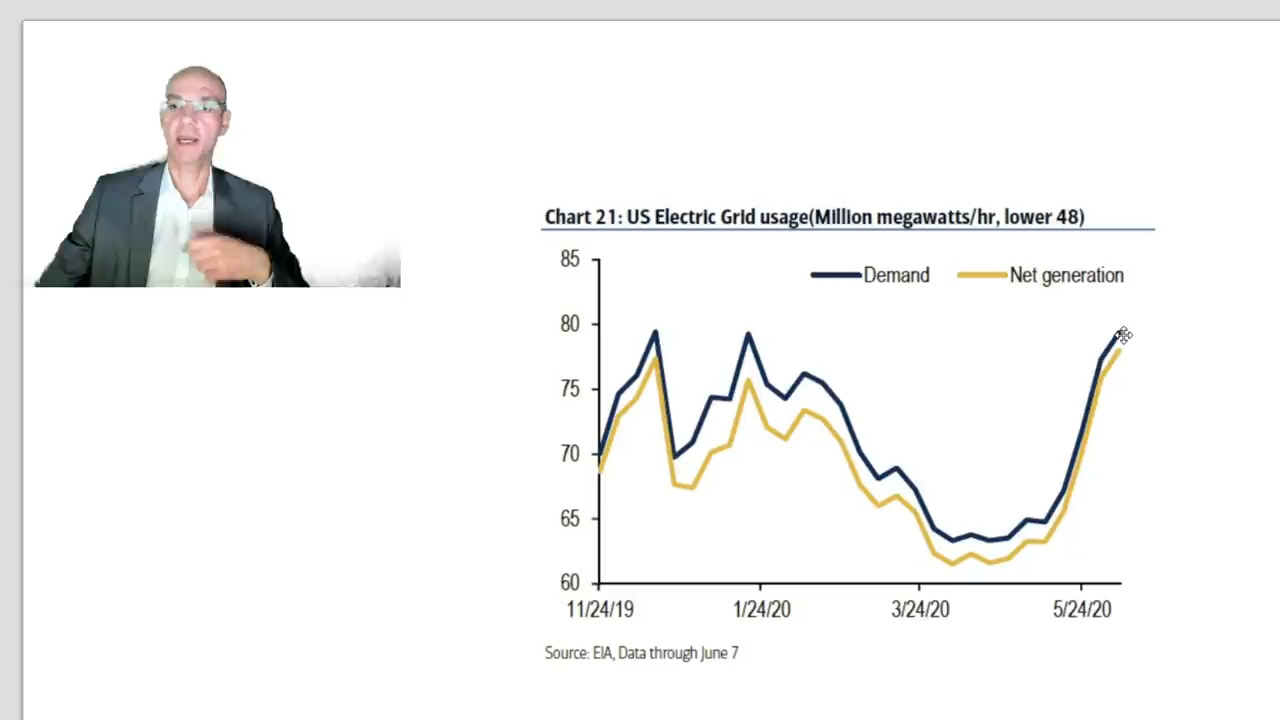 Chart 21: US Electric Grid usage(Million megawatts/hr, lower 48)
85
Demand
Net generation
80
75
70
65
60
11/24/19
1/24/20
3/24/20
5/24/20
Source: EIA, Data through June 7